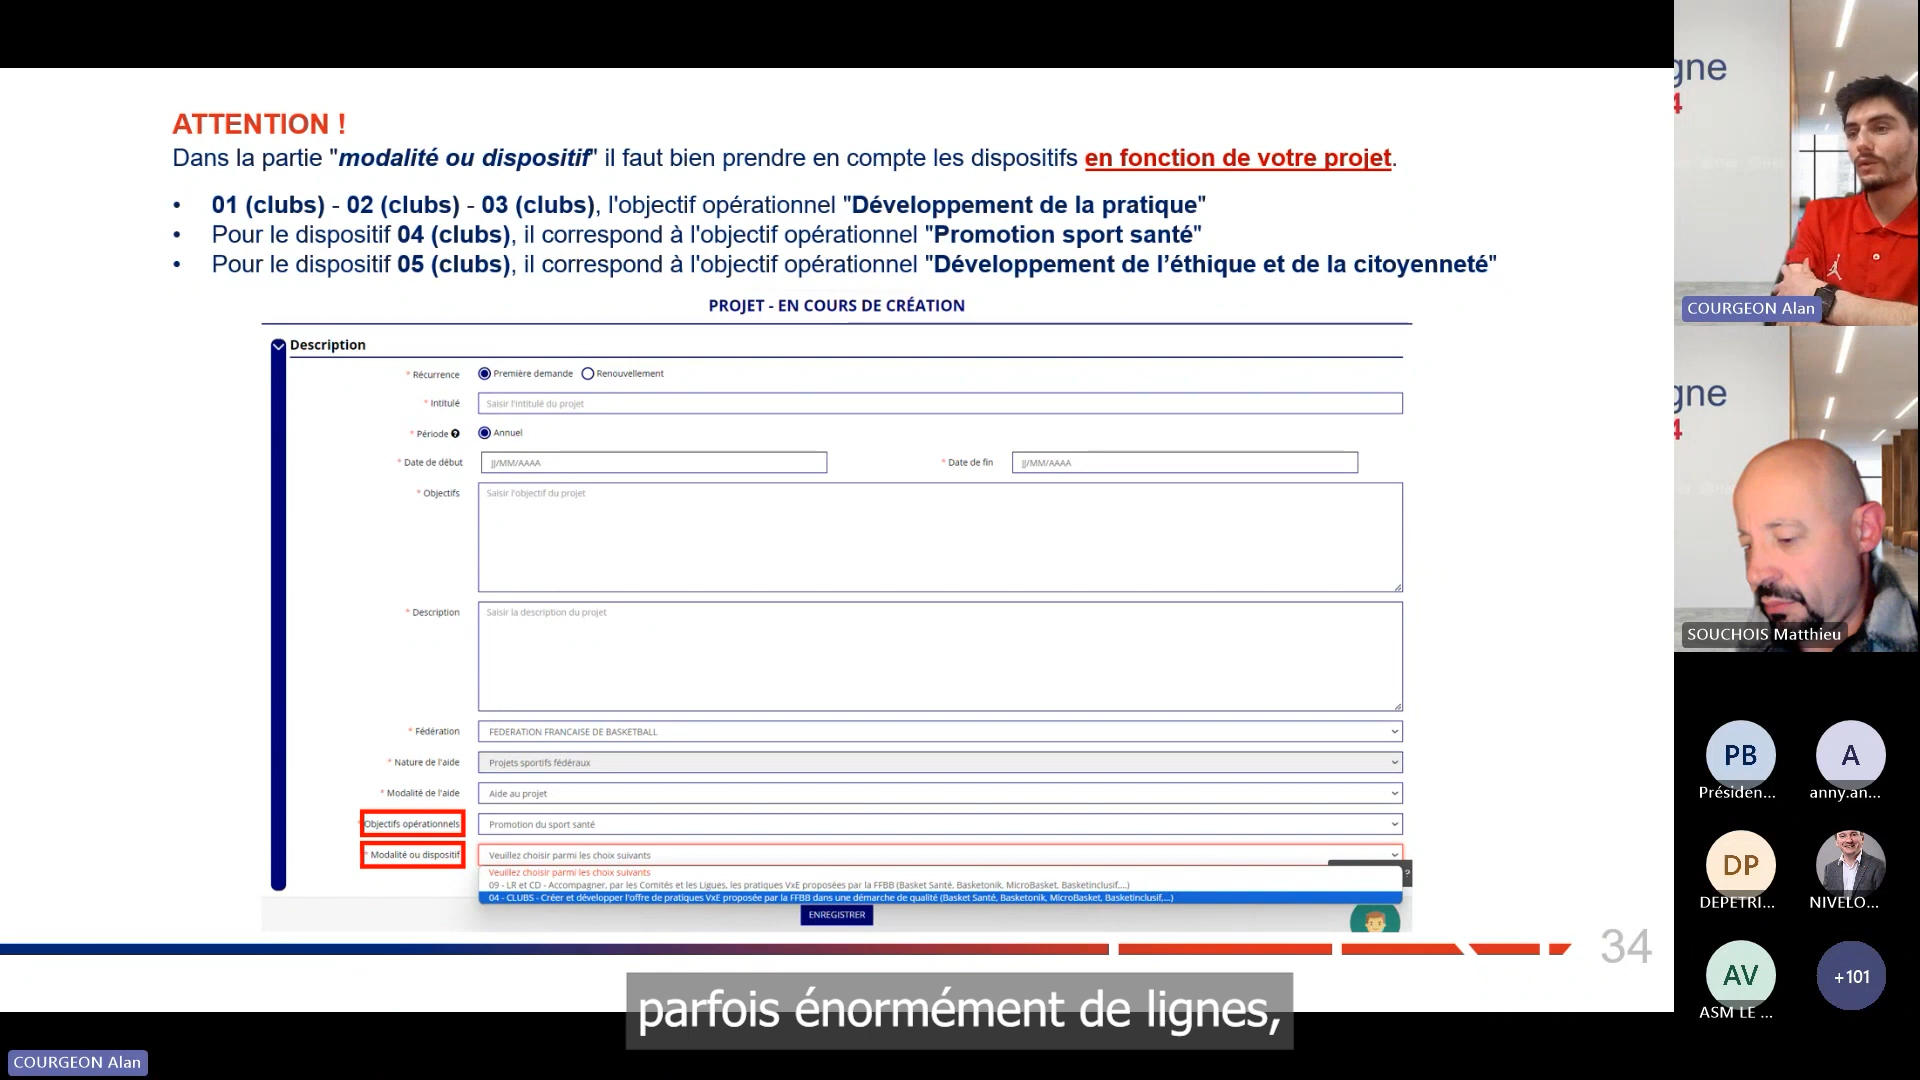 ATTENTION !
Dans la partie "modalité ou dispositif" il faut bien prendre en compte les dispositifs en fonction de votre projet.
• 01 (clubs) - 02 (clubs) - 03 (clubs), l'objectif opérationnel "Développement de la pratique"
• Pour le dispositif 04 (clubs), il correspond à l'objectif opérationnel "Promotion sport santé"
• Pour le dispositif 05 (clubs), il correspond à l'objectif opérationnel "Développement de l’éthique et de la citoyenneté"
PROJET - EN COURS DE CRÉATION
Description
* Récurrence Première demande Renouvellement
* Intitulé Saisir l'intitulé du projet
* Période Annuel
* Date de début JJ/MM/AAAA * Date de fin JJ/MM/AAAA
* Objectifs Saisir l'objectif du projet
* Description Saisir la description du projet
* Fédération FEDERATION FRANCAISE DE BASKETBALL
* Nature de l'aide Projets sportifs fédéraux
* Modalité de l'aide Aide au projet
* Objectifs opérationnels Promotion du sport santé
* Modalité ou dispositif Veuillez choisir parmi les choix suivants
Veuillez choisir parmi les choix suivants
09 - LR et CD - Accompagner, par les Comités et les Ligues, les pratiques VxE proposées par la FFBB (Basket Santé, Basketonik, MicroBasket, Basketinclusif,...)
04 - CLUBS - Créer et développer l'offre de pratiques VxE proposée par la FFBB dans une démarche de qualité (Basket Santé, Basketonik, MicroBasket, Basketinclusif,...)
ENREGISTRER
34
parfois énormément de lignes,
COURGEON Alan
gne
4
COURGEON Alan
gne
4
SOUCHOIS Matthieu
PB
Présiden...
A
anny.an...
DP
DEPETRI...
NIVELO...
AV
ASM LE ...
+101